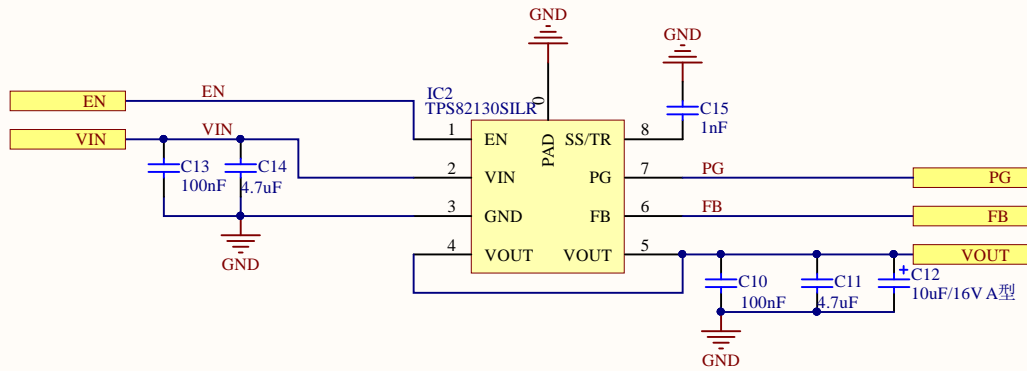 GND
GND
EN
EN
IC2
TPS82130SILR
0
PAD
C15
1nF
VIN
VIN
1
EN
SS/TR
8
C13
100nF
C14
4.7uF
2
VIN
PG
7
PG
PG
3
GND
FB
6
FB
FB
GND
4
VOUT
VOUT
5
VOUT
C10
100nF
C11
4.7uF
+
C12
10uF/16V A型
GND